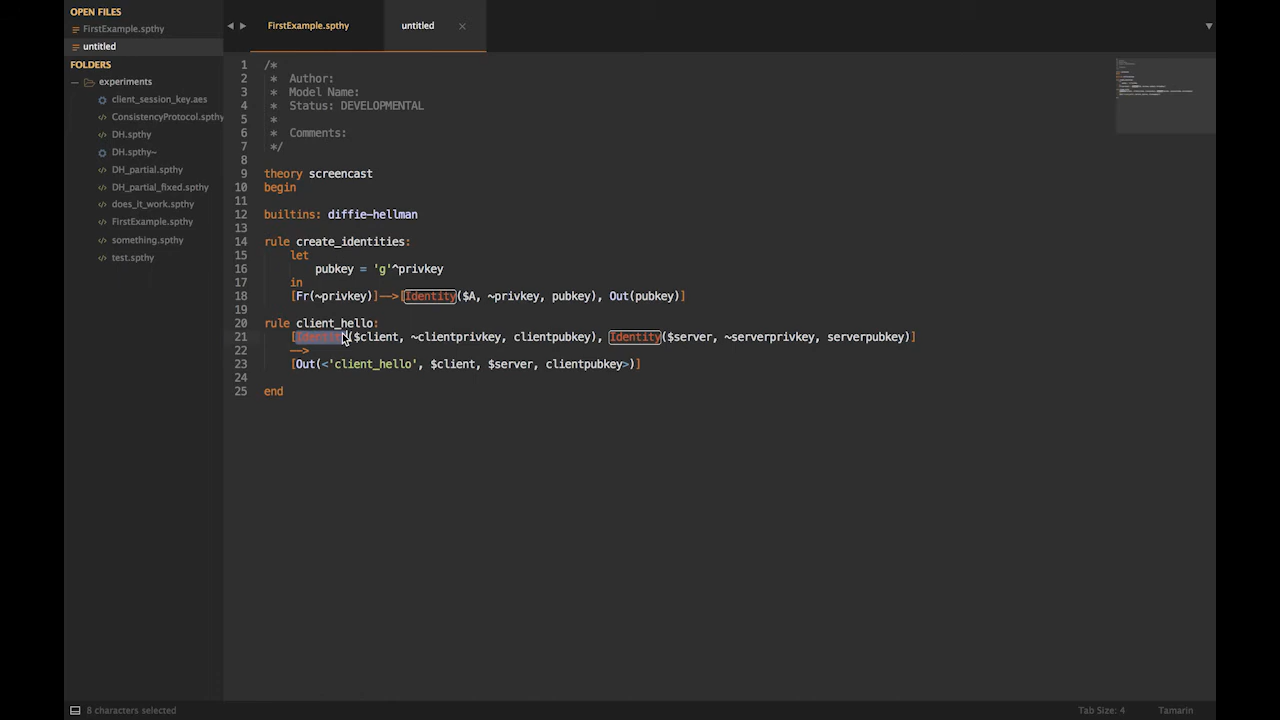 OPEN FILES
FirstExample.spthy
untitled
FOLDERS
experiments
client_session_key.aes
ConsistencyProtocol.spthy
DH.spthy
DH.spthy~
DH_partial.spthy
DH_partial_fixed.spthy
does_it_work.spthy
FirstExample.spthy
something.spthy
test.spthy
FirstExample.spthy untitled
1 /*
2 * Author:
3 * Model Name:
4 * Status: DEVELOPMENTAL
5 *
6 * Comments:
7 */
8
9 theory screencast
10 begin
11
12 builtins: diffie-hellman
13
14 rule create_identities:
15 let
16 pubkey = 'g'^privkey
17 in
18 [Fr(~privkey)]-->[Identity($A, ~privkey, pubkey), Out(pubkey)]
19
20 rule client_hello:
21 [Identity($client, ~clientprivkey, clientpubkey), Identity($server, ~serverprivkey, serverpubkey)]
22 -->
23 [Out(<'client_hello', $client, $server, clientpubkey>)]
24
25 end
8 characters selected
Tab Size: 4 Tamarin